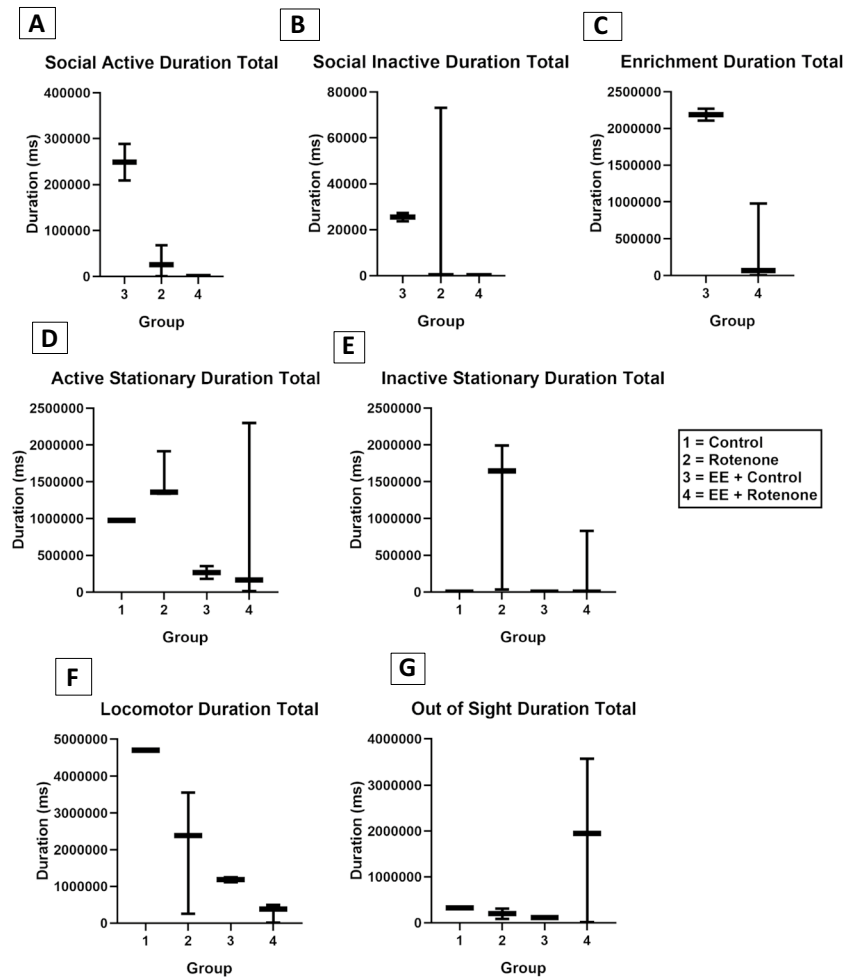 A
B
C
Social Active Duration Total
Social Inactive Duration Total
Enrichment Duration Total
Duration (ms)
400000
300000
200000
100000
0
3 2 4
Group
Duration (ms)
80000
60000
40000
20000
0
3 2 4
Group
Duration (ms)
2500000
2000000
1500000
1000000
500000
0
3 4
Group
D
E
Active Stationary Duration Total
Inactive Stationary Duration Total
Duration (ms)
2500000
2000000
1500000
1000000
500000
0
1 2 3 4
Group
Duration (ms)
2500000
2000000
1500000
1000000
500000
0
1 2 3 4
Group
1 = Control
2 = Rotenone
3 = EE + Control
4 = EE + Rotenone
F
G
Locomotor Duration Total
Out of Sight Duration Total
Duration (ms)
5000000
4000000
3000000
2000000
1000000
0
1 2 3 4
Group
Duration (ms)
4000000
3000000
2000000
1000000
0
1 2 3 4
Group